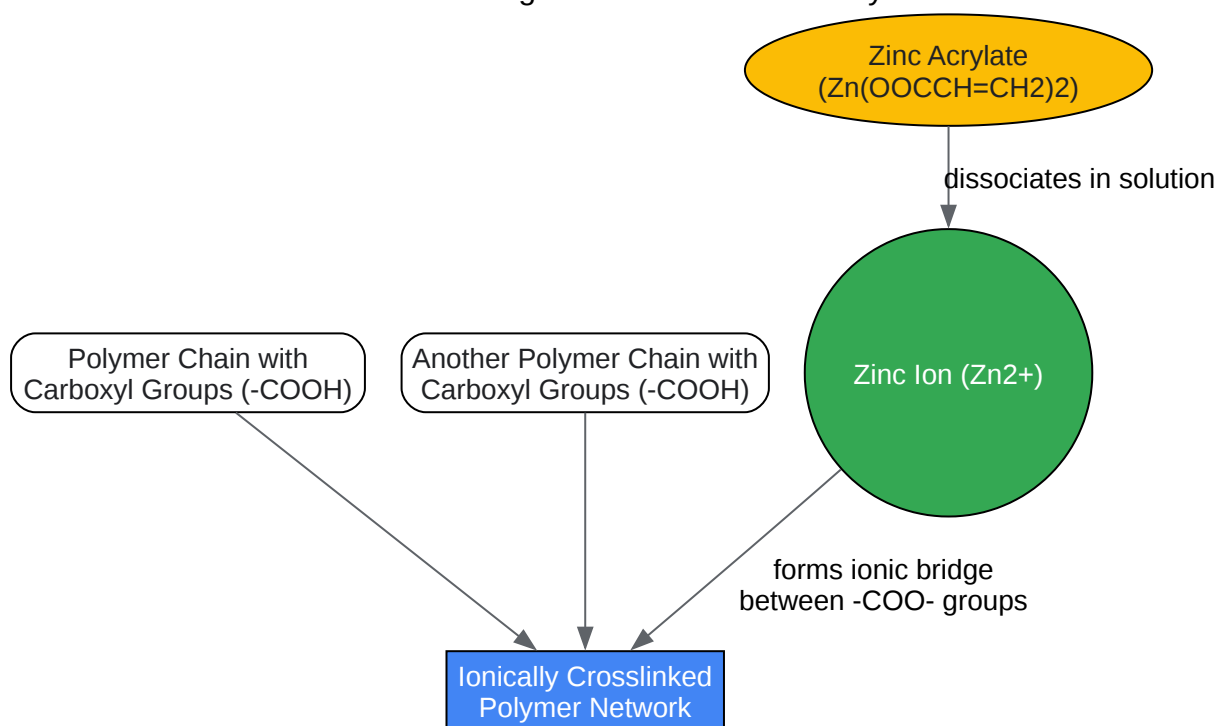 Zinc Acrylate
(Zn(OOCCH=CH2)2)
dissociates in solution
Polymer Chain with
Carboxyl Groups (-COOH)
Another Polymer Chain with
Carboxyl Groups (-COOH)
Zinc Ion (Zn2+)
forms ionic bridge
between -COO- groups
Ionically Crosslinked
Polymer Network